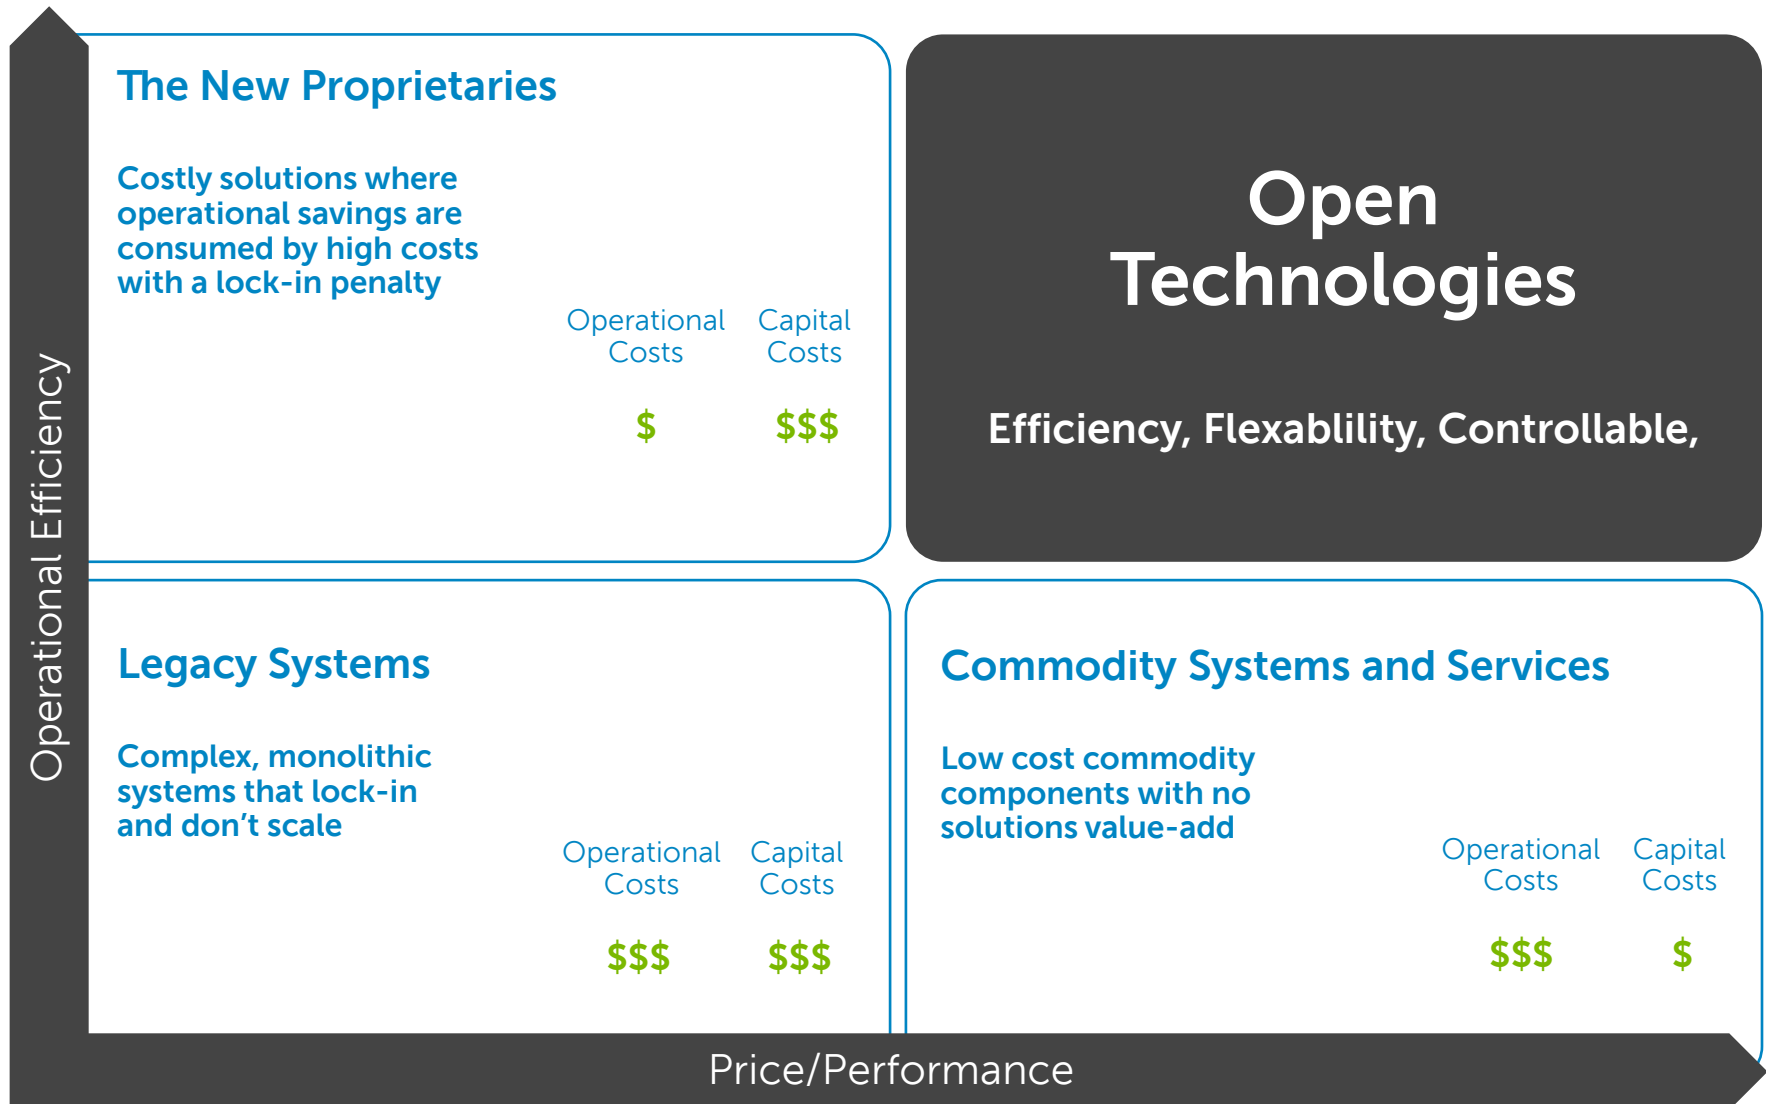 The New Proprietaries
Costly solutions where
operational savings are
consumed by high costs
with a lock-in penalty
Operational Capital
Costs Costs
$ $$$
Open
Technologies
Efficiency, Flexablility, Controllable,
Operational Efficiency
Legacy Systems
Complex, monolithic
systems that lock-in
and don’t scale
Operational Capital
Costs Costs
$$$ $$$
Commodity Systems and Services
Low cost commodity
components with no
solutions value-add
Operational Capital
Costs Costs
$$$ $
Price/Performance